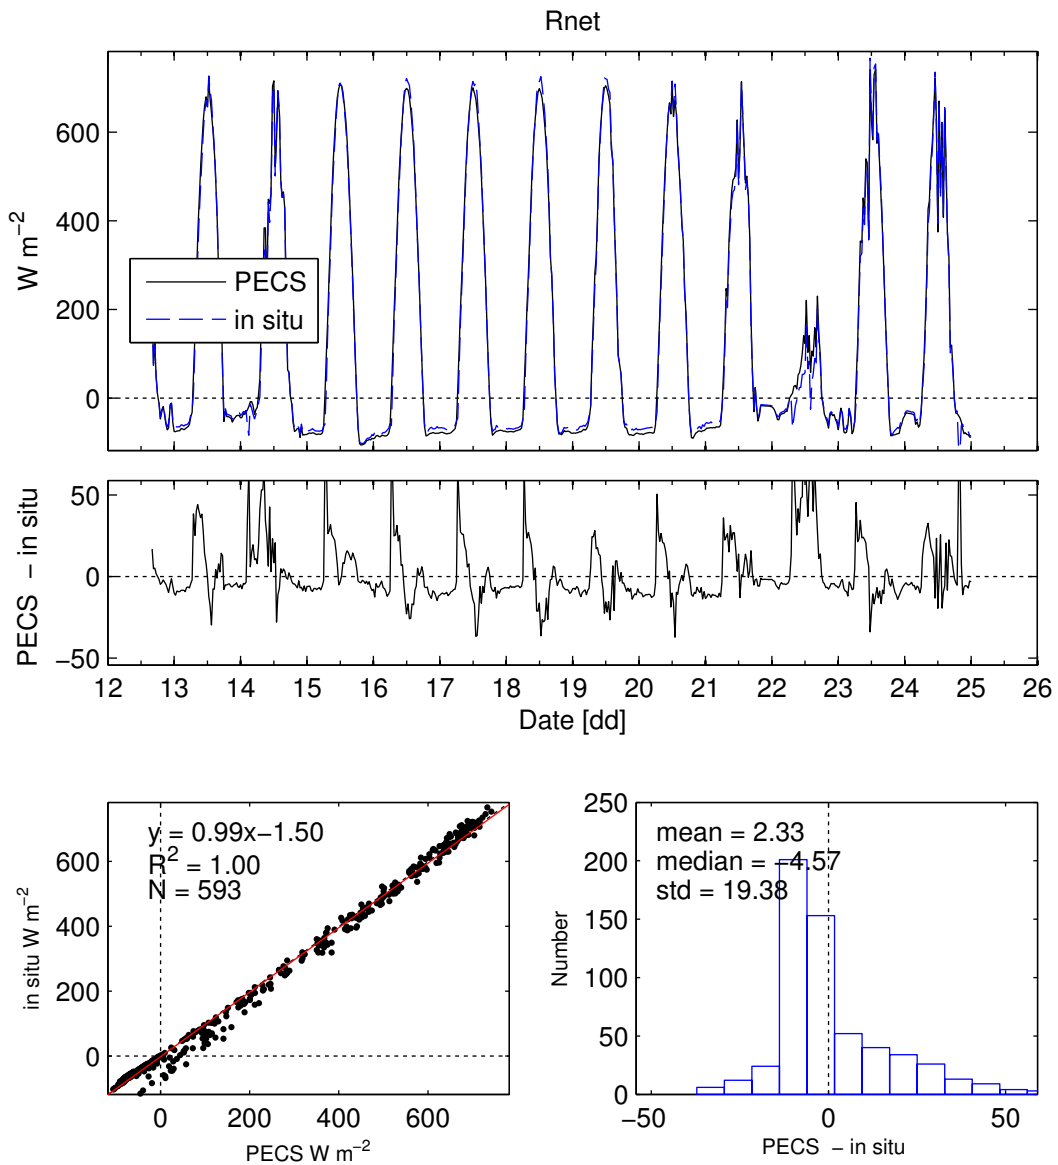 Rnet
W m−2
600
400
200
0
PECS
in situ
PECS − in situ
50
0
−50
12 13 14 15 16 17 18 19 20 21 22 23 24 25 26
Date [dd]
in situ W m−2
600
400
200
0
y = 0.99x−1.50
R2 = 1.00
N = 593
0 200 400 600
PECS W m−2
Number
250
200
150
100
50
0
mean = 2.33
median = −4.57
std = 19.38
−50 0 50
PECS − in situ